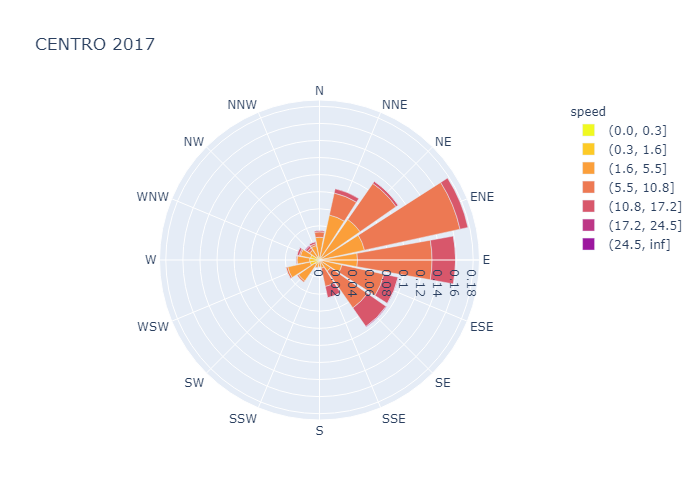 CENTRO 2017
N
NNE
NE
ENE
E
ESE
SE
SSE
S
SSW
SW
WSW
W
WNW
NW
NNW
0
0.02
0.04
0.06
0.08
0.1
0.12
0.14
0.16
0.18
speed
(0.0, 0.3]
(0.3, 1.6]
(1.6, 5.5]
(5.5, 10.8]
(10.8, 17.2]
(17.2, 24.5]
(24.5, inf]